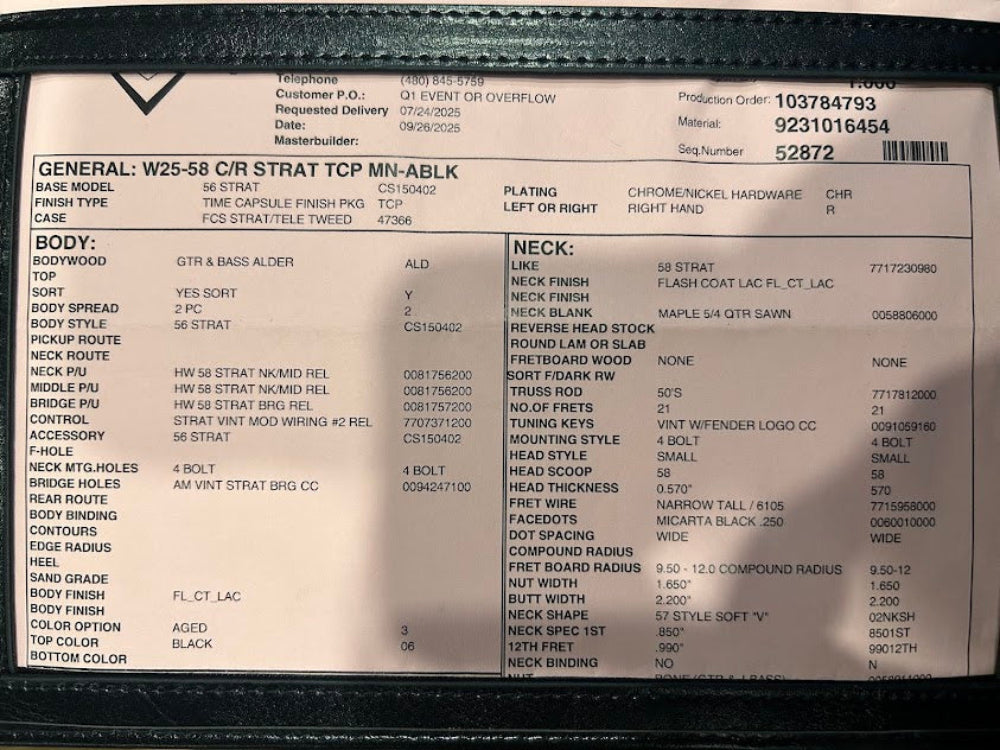 Telephone (480) 845-5759
Customer P.O.: Q1 EVENT OR OVERFLOW
Requested Delivery 07/24/2025
Date: 09/26/2025
Masterbuilder:
1.000
Production Order: 103784793
Material: 9231016454
Seq.Number 52872
GENERAL: W25-58 C/R STRAT TCP MN-ABLK
BASE MODEL 56 STRAT CS150402
FINISH TYPE TIME CAPSULE FINISH PKG TCP
CASE FCS STRAT/TELE TWEED 47366
PLATING CHROME/NICKEL HARDWARE CHR
LEFT OR RIGHT RIGHT HAND R
BODY:
BODYWOOD GTR & BASS ALDER ALD
TOP
SORT YES SORT Y
BODY SPREAD 2 PC 2
BODY STYLE 56 STRAT CS150402
PICKUP ROUTE
NECK ROUTE
NECK P/U HW 58 STRAT NK/MID REL 0081756200
MIDDLE P/U HW 58 STRAT NK/MID REL 0081756200
BRIDGE P/U HW 58 STRAT BRG REL 0081757200
CONTROL STRAT VINT MOD WIRING #2 REL 7707371200
ACCESSORY 56 STRAT CS150402
F-HOLE
NECK MTG.HOLES 4 BOLT 4 BOLT
BRIDGE HOLES AM VINT STRAT BRG CC 0094247100
REAR ROUTE
BODY BINDING
CONTOURS
EDGE RADIUS
HEEL
SAND GRADE
BODY FINISH FL_CT_LAC
BODY FINISH
COLOR OPTION AGED 3
TOP COLOR BLACK 06
BOTTOM COLOR
NECK:
LIKE 58 STRAT 7717230980
NECK FINISH FLASH COAT LAC FL_CT_LAC
NECK FINISH
NECK BLANK MAPLE 5/4 QTR SAWN 0058806000
REVERSE HEAD STOCK
ROUND LAM OR SLAB
FRETBOARD WOOD NONE NONE
SORT F/DARK RW
TRUSS ROD 50'S 7717812000
NO.OF FRETS 21 21
TUNING KEYS VINT W/FENDER LOGO CC 0091059160
MOUNTING STYLE 4 BOLT 4 BOLT
HEAD STYLE SMALL SMALL
HEAD SCOOP 58 58
HEAD THICKNESS 0.570" 570
FRET WIRE NARROW TALL / 6105 7715958000
FACEDOTS MICARTA BLACK .250 0060010000
DOT SPACING WIDE WIDE
COMPOUND RADIUS
FRET BOARD RADIUS 9.50 - 12.0 COMPOUND RADIUS 9.50-12
NUT WIDTH 1.650" 1.650
BUTT WIDTH 2.200" 2.200
NECK SHAPE 57 STYLE SOFT "V" 02NKSH
NECK SPEC 1ST .850" 8501ST
12TH FRET .990" 99012TH
NECK BINDING NO N
NUT BONE (GTR & J BASS)